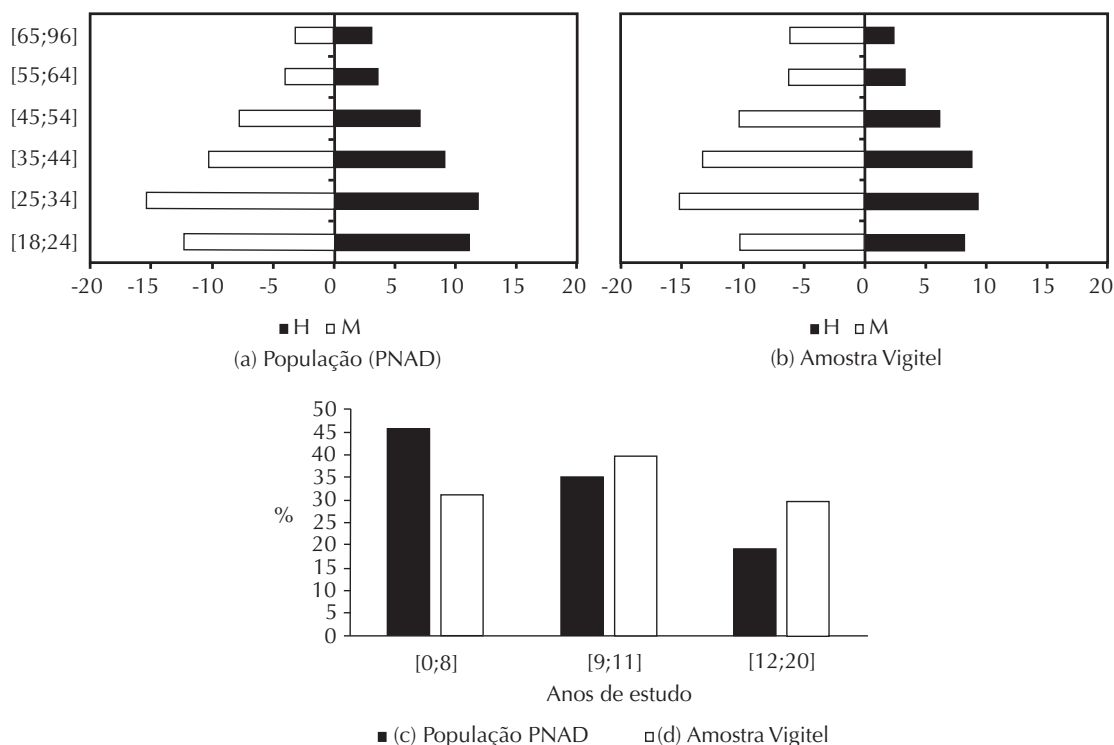 [65;96]
[55;64]
[45;54]
[35;44]
[25;34]
[18;24]
-20 -15 -10 -5 0 5 10 15 20
■ H □ M
(a) População (PNAD)
-20 -15 -10 -5 0 5 10 15 20
■ H □ M
(b) Amostra Vigitel
50
45
40
35
30
25
20
15
10
5
0
%
[0;8] [9;11] [12;20]
Anos de estudo
■ (c) População PNAD □ (d) Amostra Vigitel